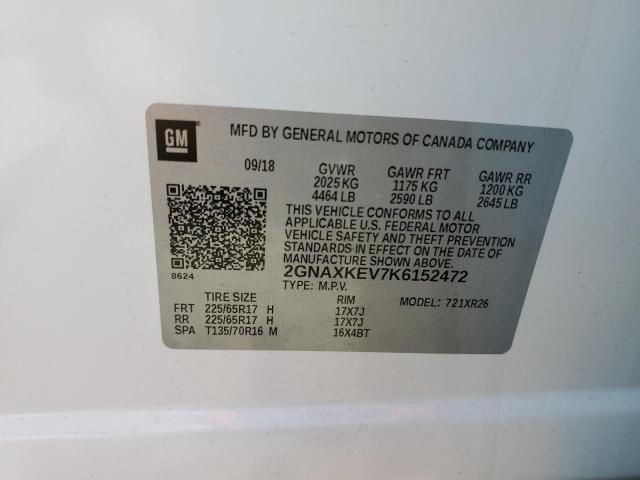 GM
MFD BY GENERAL MOTORS OF CANADA COMPANY
09/18 GVWR GAWR FRT GAWR RR
2025 KG 1175 KG 1200 KG
4464 LB 2590 LB 2645 LB
THIS VEHICLE CONFORMS TO ALL
APPLICABLE U.S. FEDERAL MOTOR
VEHICLE SAFETY AND THEFT PREVENTION
STANDARDS IN EFFECT ON THE DATE OF
MANUFACTURE SHOWN ABOVE.
8624
2GNAXKEV7K6152472
TYPE: M.P.V. MODEL: 721XR26
TIRE SIZE RIM
FRT 225/65R17 H 17X7J
RR 225/65R17 H 17X7J
SPA T135/70R16 M 16X4BT